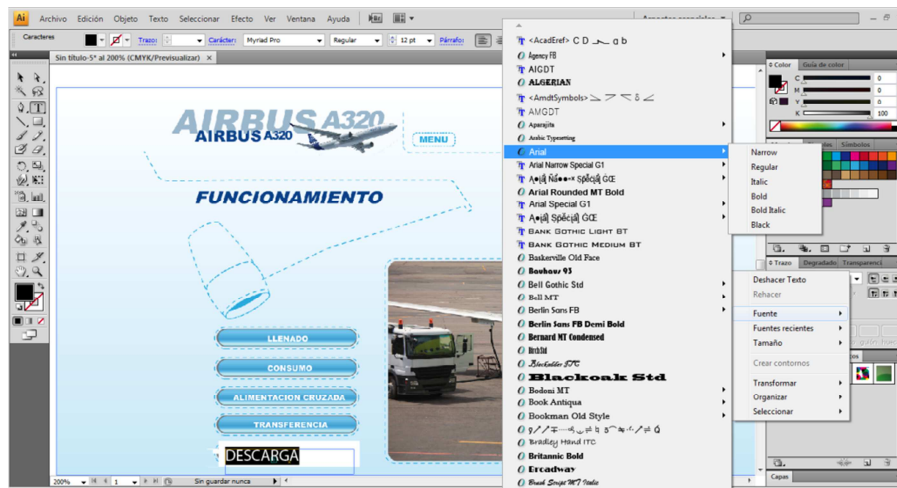 Ai Archivo Edición Objeto Texto Seleccionar Efecto Ver Ventana Ayuda Br
Caracteres Trazo: Carácter: Myriad Pro Regular 12 pt Párrafo:
Sin título-5* al 200% (CMYK/Previsualizar) ×
AIRBUS A320
AIRBUS A320
MENU
FUNCIONAMIENTO
LLENADO
CONSUMO
ALIMENTACION CRUZADA
TRANSFERENCIA
DESCARGA
200% 1 Sin guardar nunca
<AcadEref>
Agency FB
AIGDT
ALGERIAN
<AmdtSymbols>
AMGDT
Aparajita
Arabic Typesetting
Arial
Arial Narrow Special G1
Arial Rounded MT Bold
Arial Special G1
BANK GOTHIC LIGHT BT
BANK GOTHIC MEDIUM BT
Baskerville Old Face
Bauhaus 93
Bell Gothic Std
Bell MT
Berlin Sans FB
Berlin Sans FB Demi Bold
Bernard MT Condensed
Birch Std
Blackadder ITC
Blackoak Std
Bodoni MT
Book Antiqua
Bookman Old Style
Bradley Hand ITC
Britannic Bold
Broadway
Brush Script MT Italic
Narrow
Regular
Italic
Bold
Bold Italic
Black
Color Guía de color
C 0
M 0
Y 0
K 100
Símbolos
Trazo Degradado Transparenci
Deshacer Texto
Rehacer
Fuente
Fuentes recientes
Tamaño
Crear contornos
Transformar
Organizar
Seleccionar
Capas